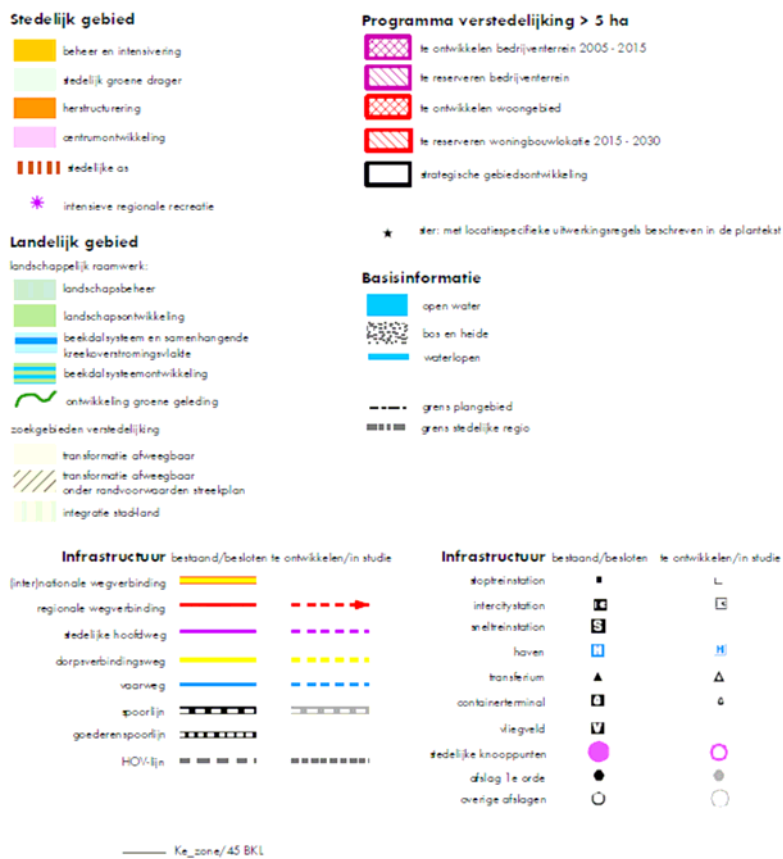 Stedelijk gebied
beheer en intensivering
stedelijk groene drager
herstructurering
centrumontwikkeling
stedelijke as
intensieve regionale recreatie
Landelijk gebied
landschappelijk raamwerk:
landschapsbeheer
landschapsontwikkeling
beekdalsysteem en samenhangende
kreekoverstromingsvlakte
beekdalsysteemontwikkeling
ontwikkeling groene geleding
zoekgebieden verstedelijking
transformatie afweegbaar
transformatie afweegbaar
onder randvoorwaarden streekplan
integratie stad-land
Programma verstedelijking > 5 ha
te ontwikkelen bedrijventerrein 2005 - 2015
te reserveren bedrijventerrein
te ontwikkelen woongebied
te reserveren woningbouwlokatie 2015 - 2030
strategische gebiedsontwikkeling
ster: met locatiespecifieke uitwerkingsregels beschreven in de plantekst
Basisinformatie
open water
bos en heide
waterlopen
grens plangebied
grens stedelijke regio
Infrastructuur bestaand/besloten te ontwikkelen/in studie
(inter)nationale wegverbinding
regionale wegverbinding
stedelijke hoofdweg
dorpsverbindingsweg
vaarweg
spoorlijn
goederenspoorlijn
HOV-lijn
Ke_zone/45 BKL
Infrastructuur bestaand/besloten te ontwikkelen/in studie
stoptreinstation
intercitystation
sneltreinstation S
haven H H
transferium
containerterminal
vliegveld V
stedelijke knooppunten
afslag 1e orde
overige afslagen